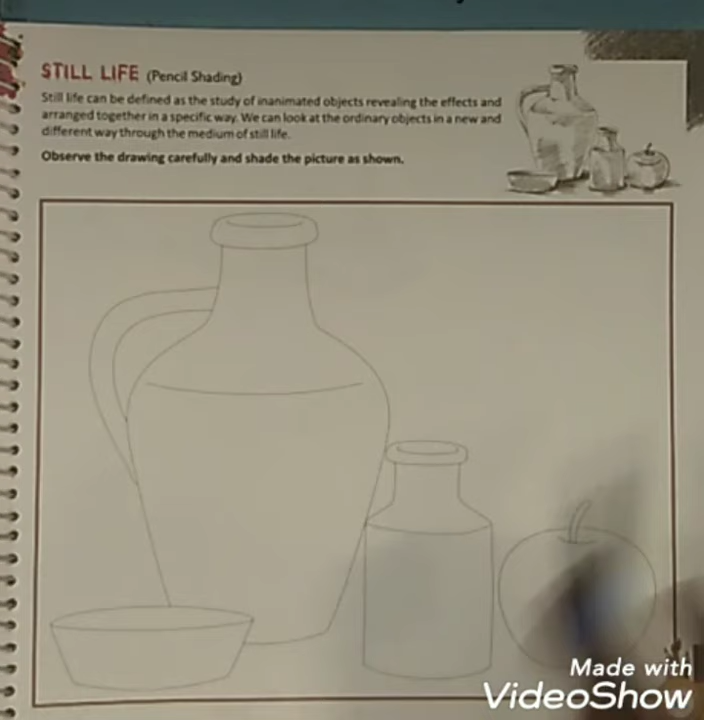 STILL LIFE (Pencil Shading)
Still life can be defined as the study of inanimated objects revealing the effects and
arranged together in a specific way. We can look at the ordinary objects in a new and
different way through the medium of still life.
Observe the drawing carefully and shade the picture as shown.
Made with
VideoShow